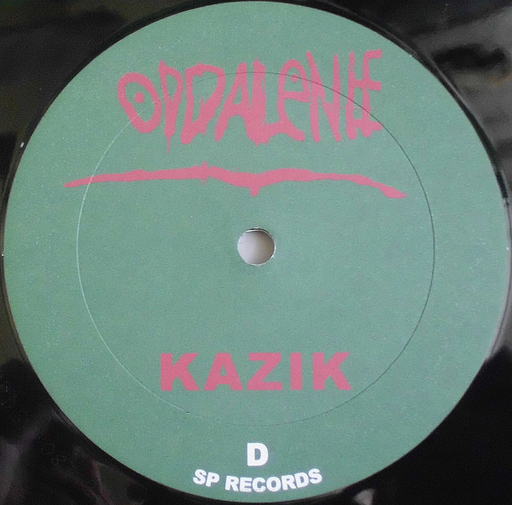 ODDALENIE
KAZIK
D
SP RECORDS